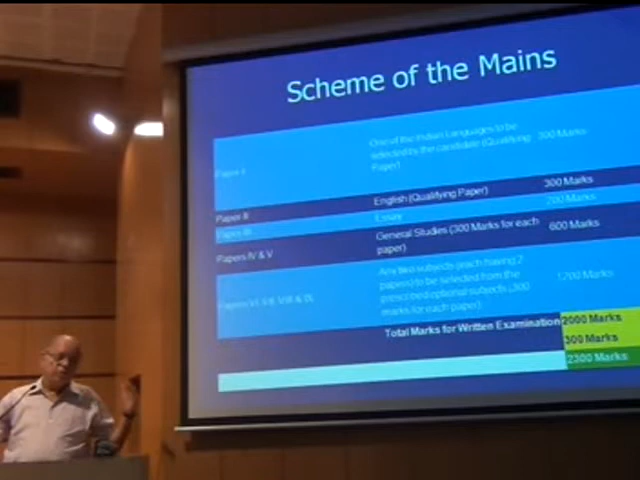 Scheme of the Mains
Paper I
One of the Indian Languages to be
selected by the candidate (Qualifying
Paper)
300 Marks
Paper II
English (Qualifying Paper)
300 Marks
Paper III
Essay
200 Marks
Papers IV & V
General Studies (300 Marks for each
paper)
600 Marks
Papers VI, VII, VIII & IX
Any two subjects (each having 2
papers) to be selected from the
prescribed optional subjects (300
marks for each paper)
1200 Marks
Total Marks for Written Examination
2000 Marks
300 Marks
2300 Marks